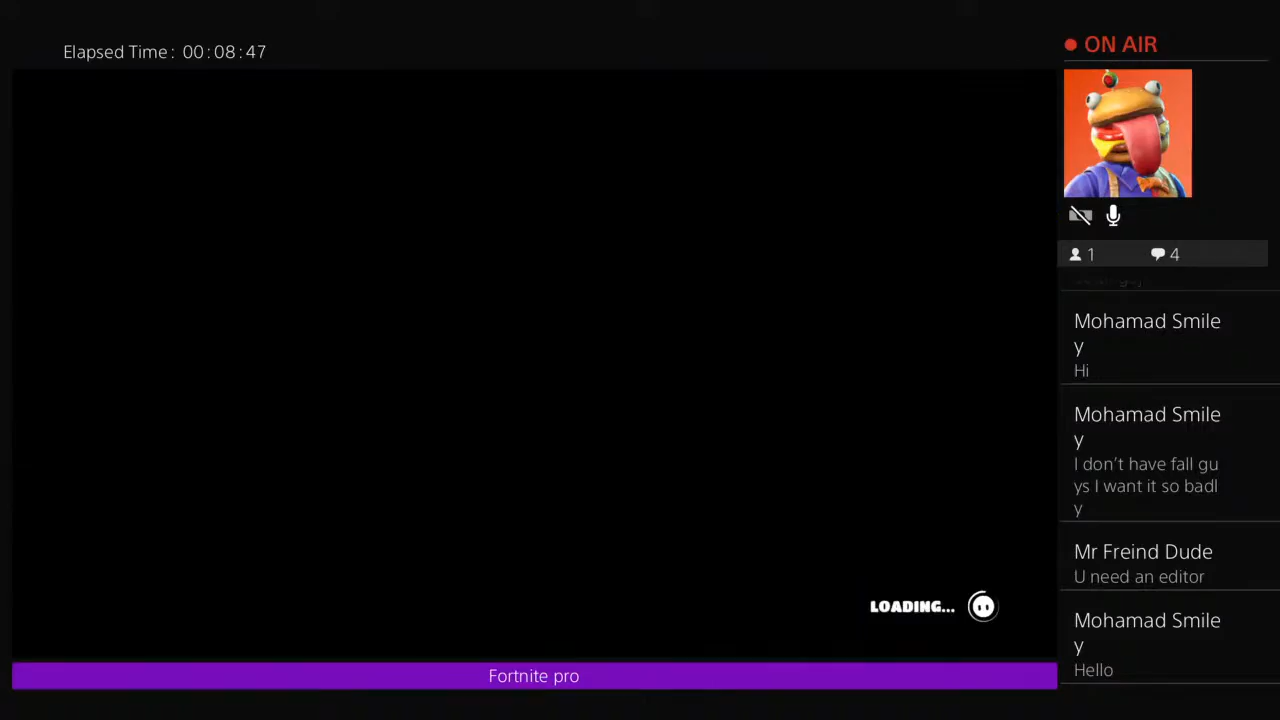 Elapsed Time: 00:08:47
ON AIR
1 4
Mohamad Smile
y
Hi
Mohamad Smile
y
I don't have fall gu
ys I want it so badl
y
Mr Freind Dude
U need an editor
Mohamad Smile
y
Hello
LOADING...
Fortnite pro